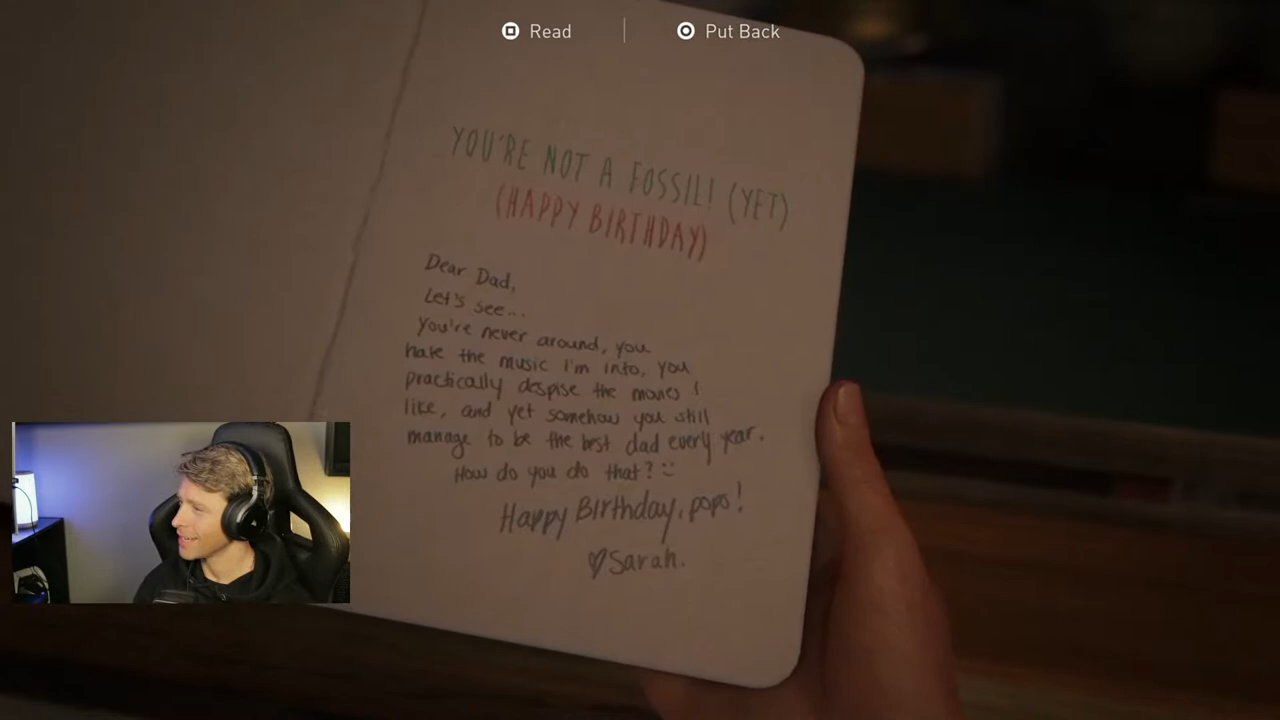 Read
Put Back
YOU'RE NOT A FOSSIL! (YET)
(HAPPY BIRTHDAY)
Dear Dad,
Let's see...
You're never around, you
hate the music I'm into, you
practically despise the movies I
like, and yet somehow you still
manage to be the best dad every year.
How do you do that? :)
Happy Birthday, popo!
♡Sarah.